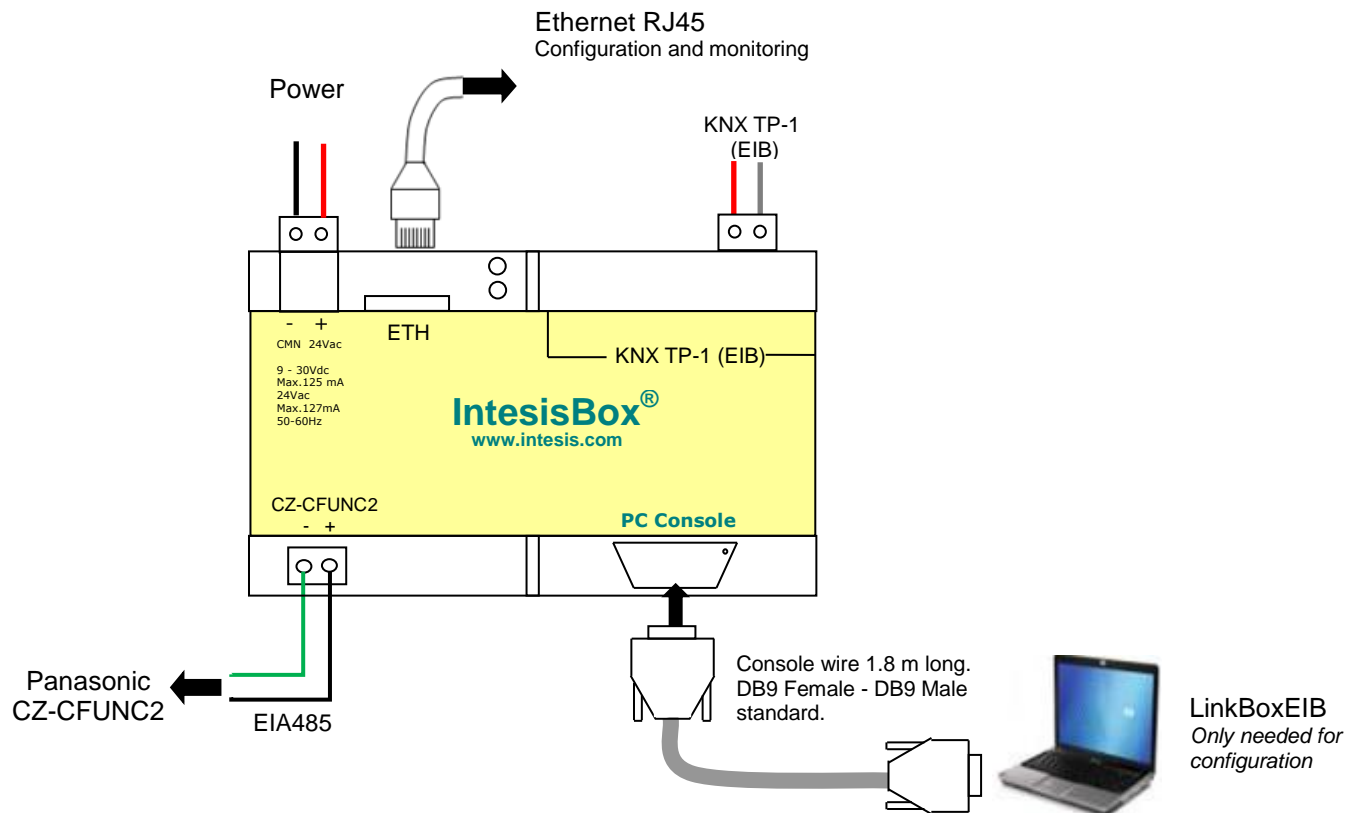 Ethernet RJ45
Configuration and monitoring
Power
KNX TP-1
(EIB)
- +
CMN 24Vac
ETH
KNX TP-1 (EIB)
9 - 30Vdc
Max.125 mA
24Vac
Max.127mA
50-60Hz
IntesisBox®
www.intesis.com
CZ-CFUNC2
- +
PC Console
Panasonic
CZ-CFUNC2
EIA485
Console wire 1.8 m long.
DB9 Female - DB9 Male
standard.
LinkBoxEIB
Only needed for
configuration